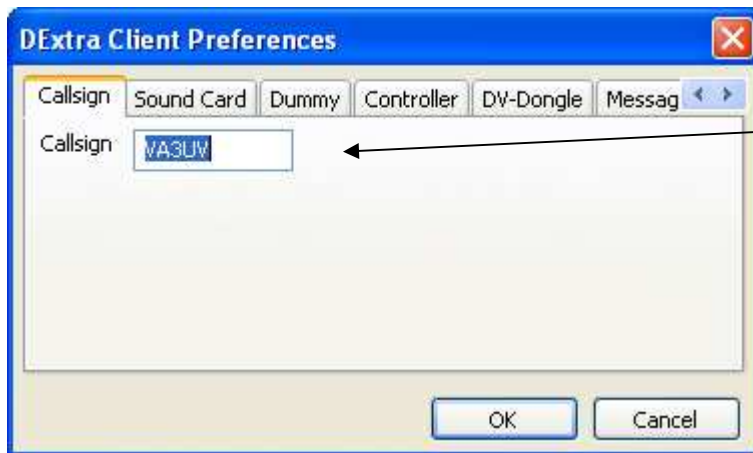 DExtra Client Preferences
Callsign Sound Card Dummy Controller DV-Dongle Messag
Callsign VA3UV
OK Cancel